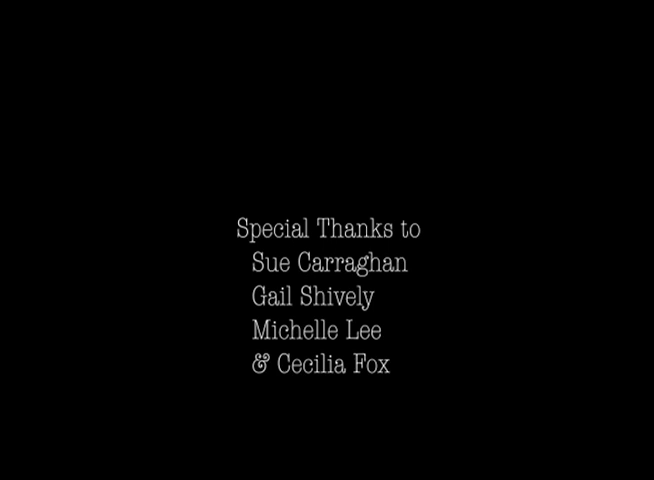 Special Thanks to
Sue Carraghan
Gail Shively
Michelle Lee
& Cecilia Fox